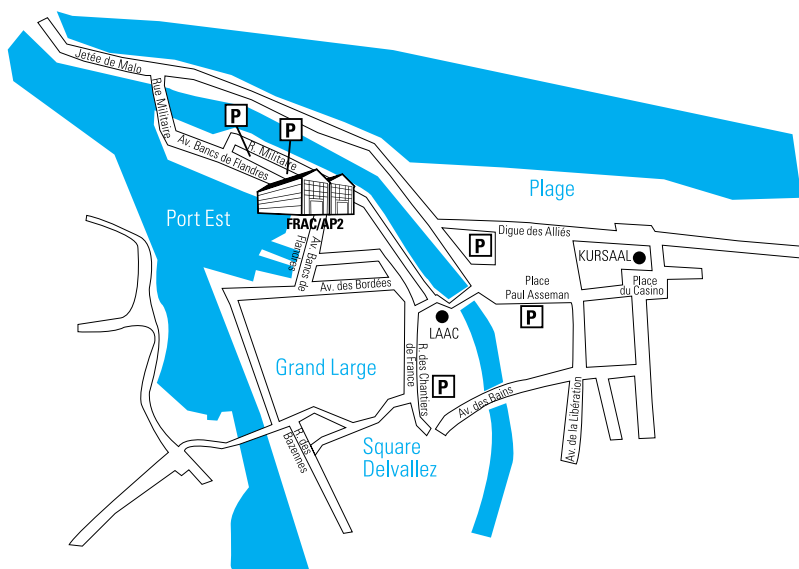 Jetée de Malo
Rue Militaire
P
P
R. Militaire
Av. Bancs de Flandres
Plage
Port Est
FRAC/AP2
Digue des Alliés
P
KURSAAL
Av. Bancs de
Flandres
Av. des Bordées
Place
Paul Asseman
Place
du Casino
P
LAAC
Grand Large
R. des Chantiers
de France
P
Av. des Bains
Av. de la Libération
R. des
Bazennes
Square
Delvallez